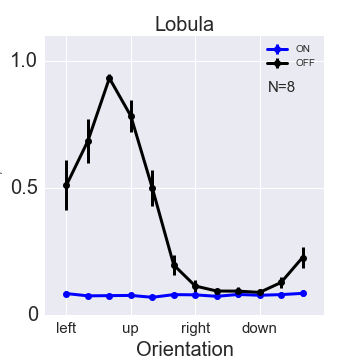 Lobula
ON
OFF
N=8
1.0
0.5
0
left up right down
Orientation